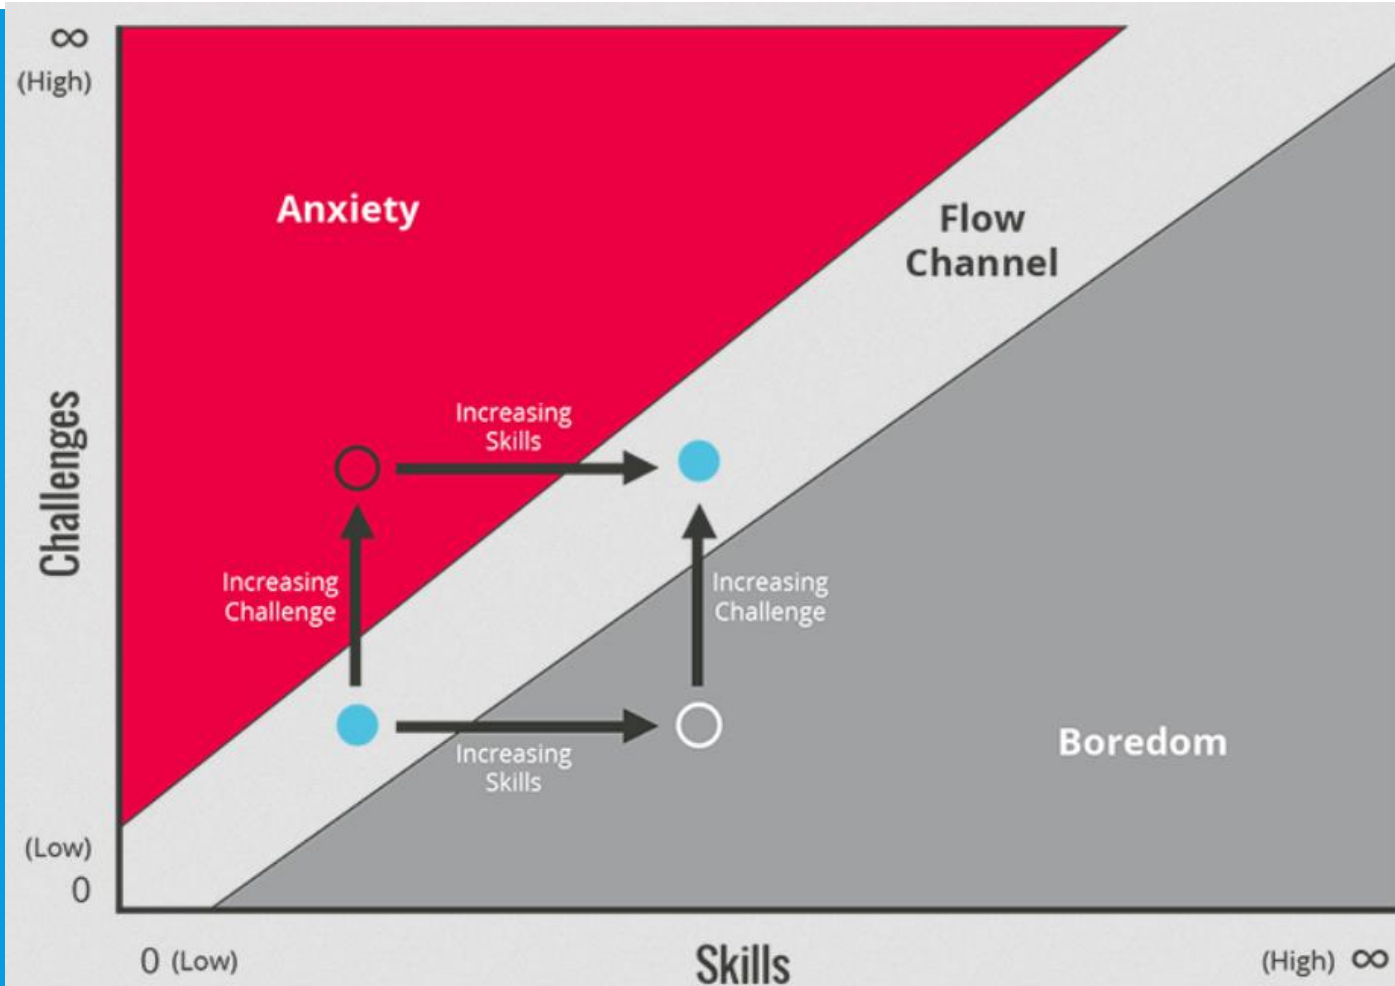 ∞
(High)
Anxiety
Flow
Channel
Challenges
Increasing
Skills
Increasing
Challenge
Increasing
Challenge
Increasing
Skills
Boredom
(Low)
0
0 (Low)
Skills
(High) ∞